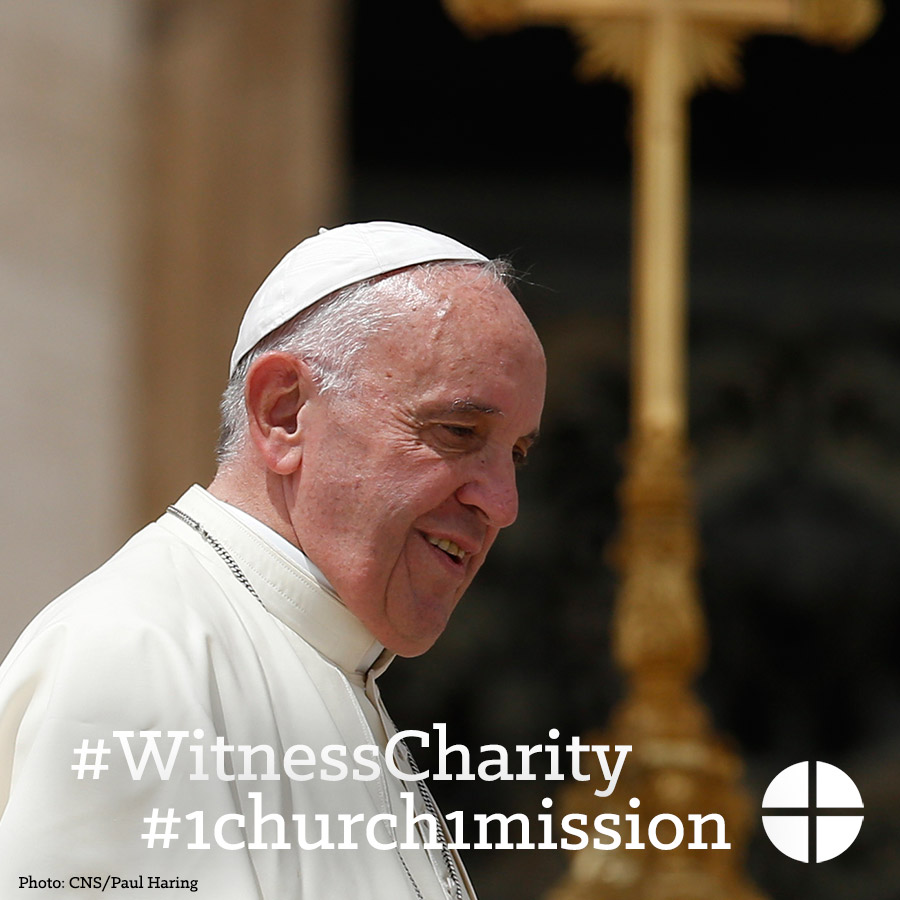 #WitnessCharity
#1church1mission
Photo: CNS/Paul Haring